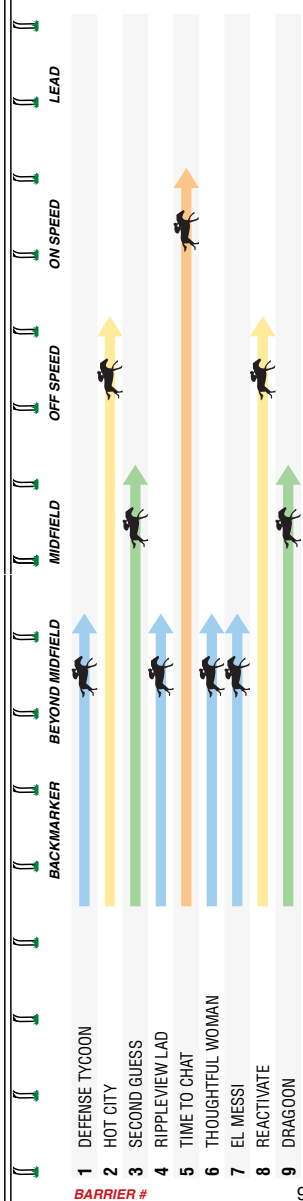 BACKMARKER BEYOND MIDFIELD MIDFIELD OFF SPEED ON SPEED LEAD
1 DEFENSE TYCOON
2 HOT CITY
3 SECOND GUESS
4 RIPPLEVIEW LAD
5 TIME TO CHAT
6 THOUGHTFUL WOMAN
7 EL MESSI
8 REACTIVATE
9 DRAGOON
BARRIER #